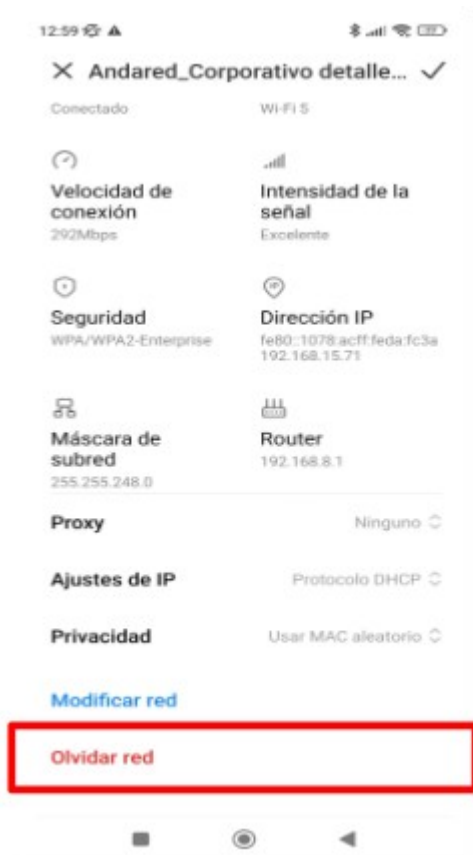 12:59
Andared_Corporativo detalle...
Conectado
Wi-Fi 5
Velocidad de
conexión
292Mbps
Intensidad de la
señal
Excelente
Seguridad
WPA/WPA2-Enterprise
Dirección IP
fe80::1078:acff:feda:fc3a
192.168.15.71
Máscara de
subred
255.255.248.0
Router
192.168.8.1
Proxy
Ninguno
Ajustes de IP
Protocolo DHCP
Privacidad
Usar MAC aleatorio
Modificar red
Olvidar red